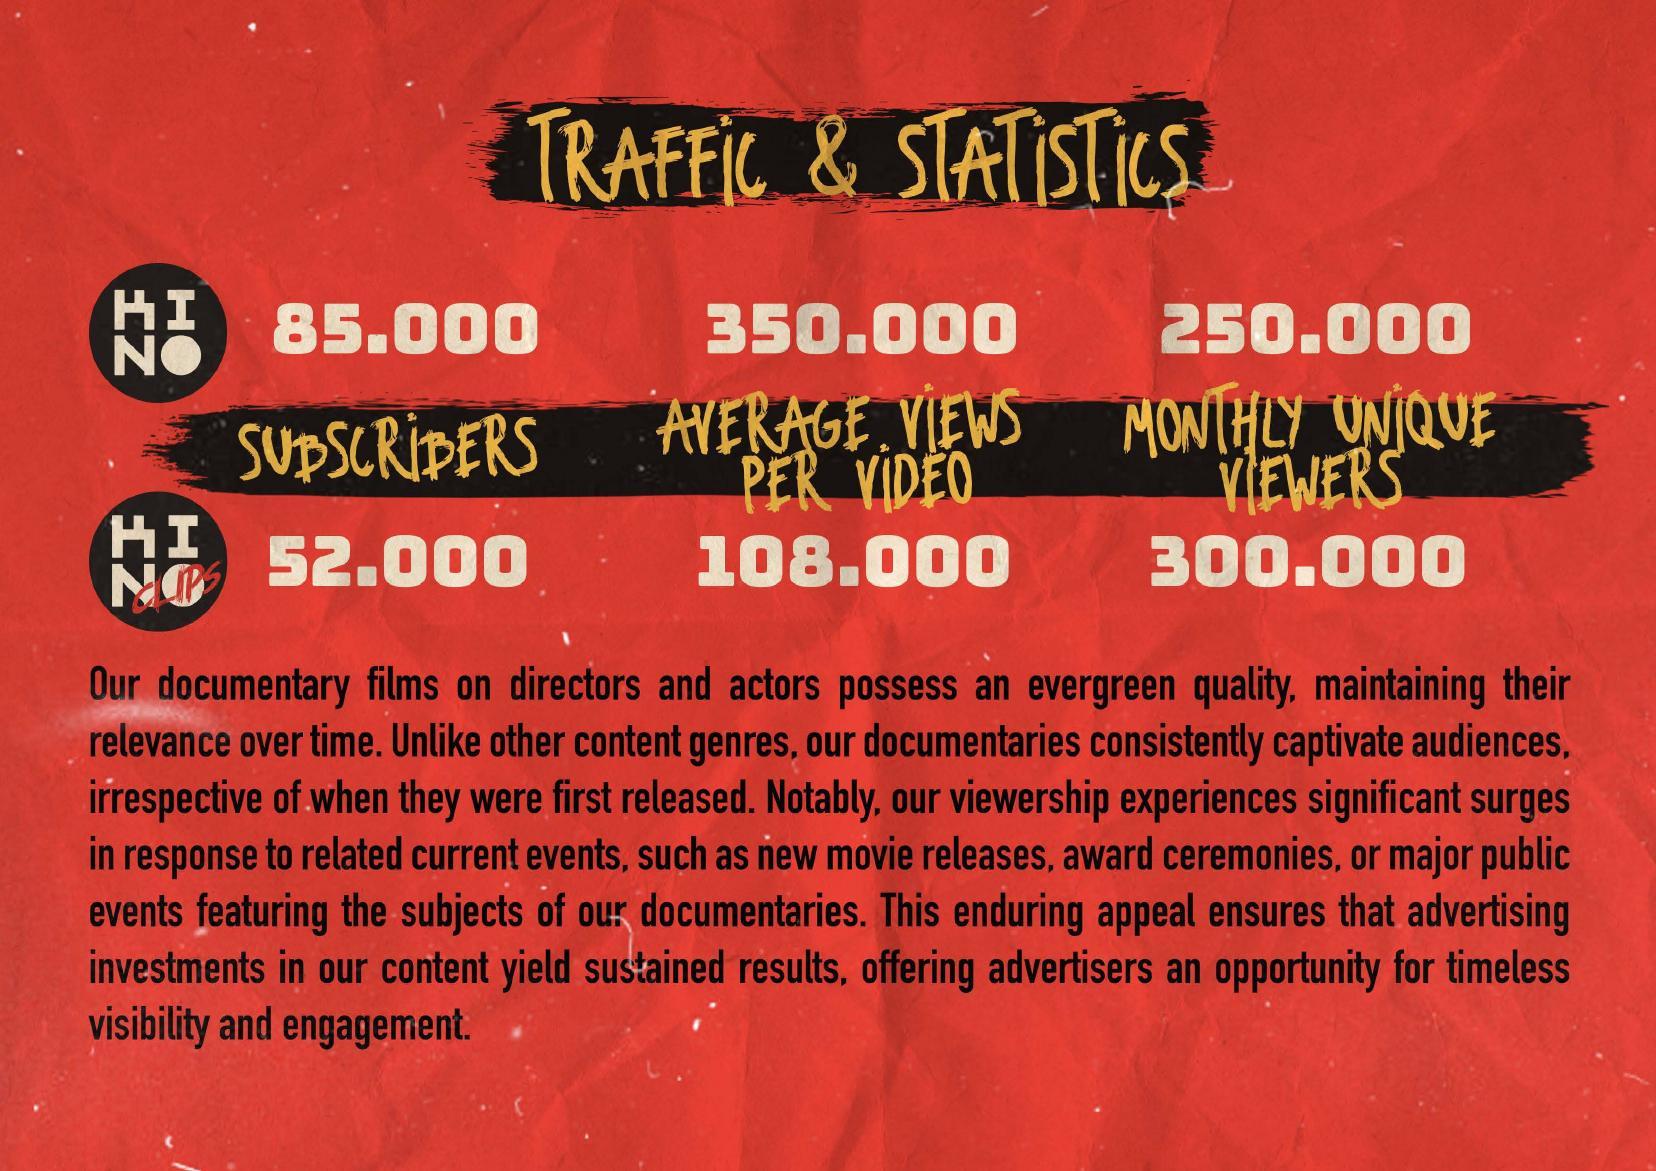 TRAFFIC & STATISTICS
KI
NO
85.000 350.000 250.000
SUBSCRIBERS
AVERAGE VIEWS
PER VIDEO
MONTHLY UNIQUE
VIEWERS
KI
NO
CLIPS
52.000 108.000 300.000
Our documentary films on directors and actors possess an evergreen quality, maintaining their
relevance over time. Unlike other content genres, our documentaries consistently captivate audiences,
irrespective of when they were first released. Notably, our viewership experiences significant surges
in response to related current events, such as new movie releases, award ceremonies, or major public
events featuring the subjects of our documentaries. This enduring appeal ensures that advertising
investments in our content yield sustained results, offering advertisers an opportunity for timeless
visibility and engagement.